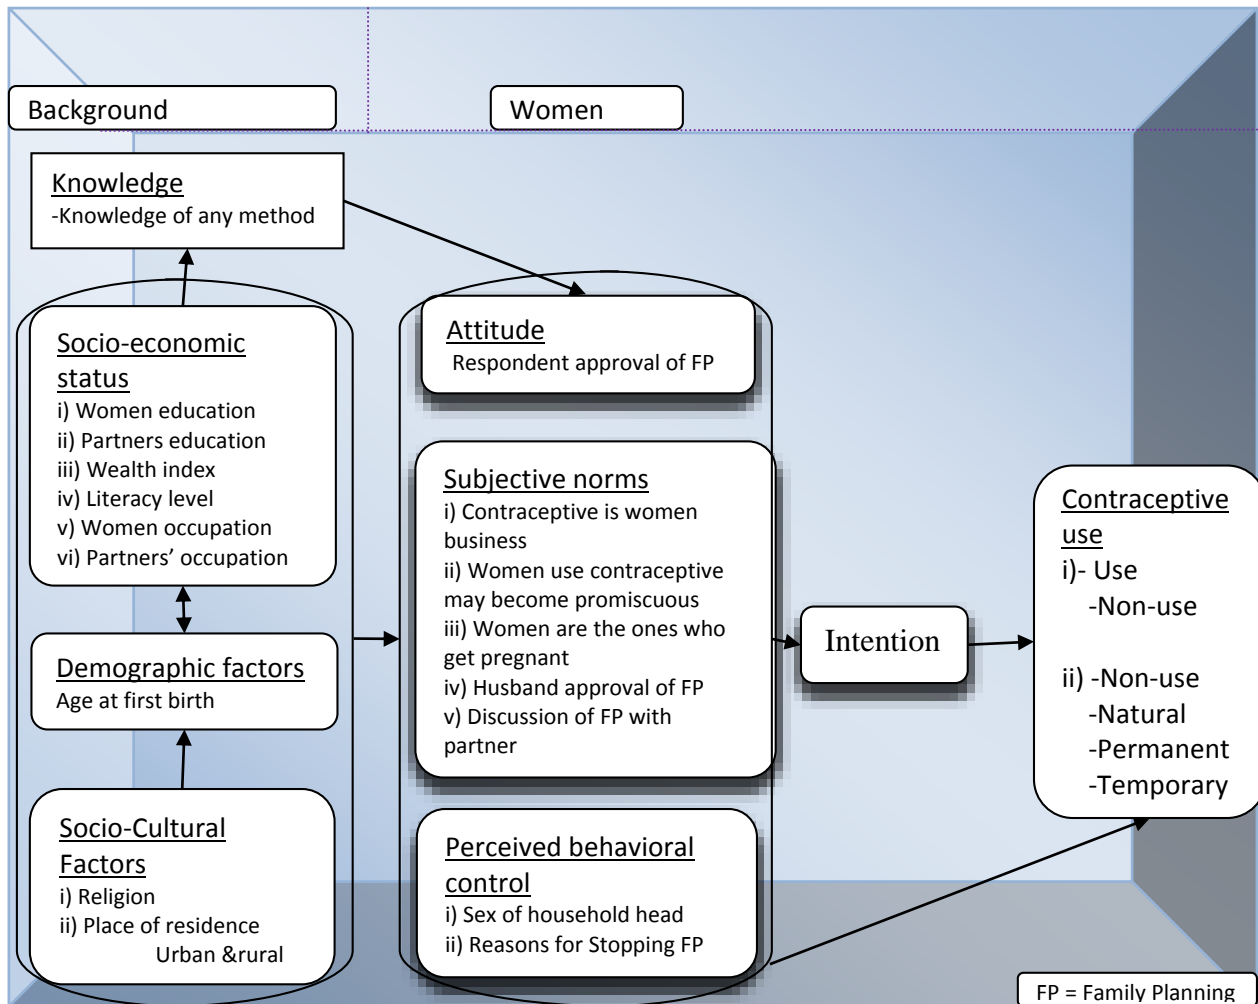 Background
Women
Knowledge
-Knowledge of any method
Socio-economic
status
i) Women education
ii) Partners education
iii) Wealth index
iv) Literacy level
v) Women occupation
vi) Partners’ occupation
Demographic factors
Age at first birth
Socio-Cultural
Factors
i) Religion
ii) Place of residence
Urban &rural
Attitude
Respondent approval of FP
Subjective norms
i) Contraceptive is women
business
ii) Women use contraceptive
may become promiscuous
iii) Women are the ones who
get pregnant
iv) Husband approval of FP
v) Discussion of FP with
partner
Perceived behavioral
control
i) Sex of household head
ii) Reasons for Stopping FP
Intention
Contraceptive
use
i)- Use
-Non-use
ii) -Non-use
-Natural
-Permanent
-Temporary
FP = Family Planning